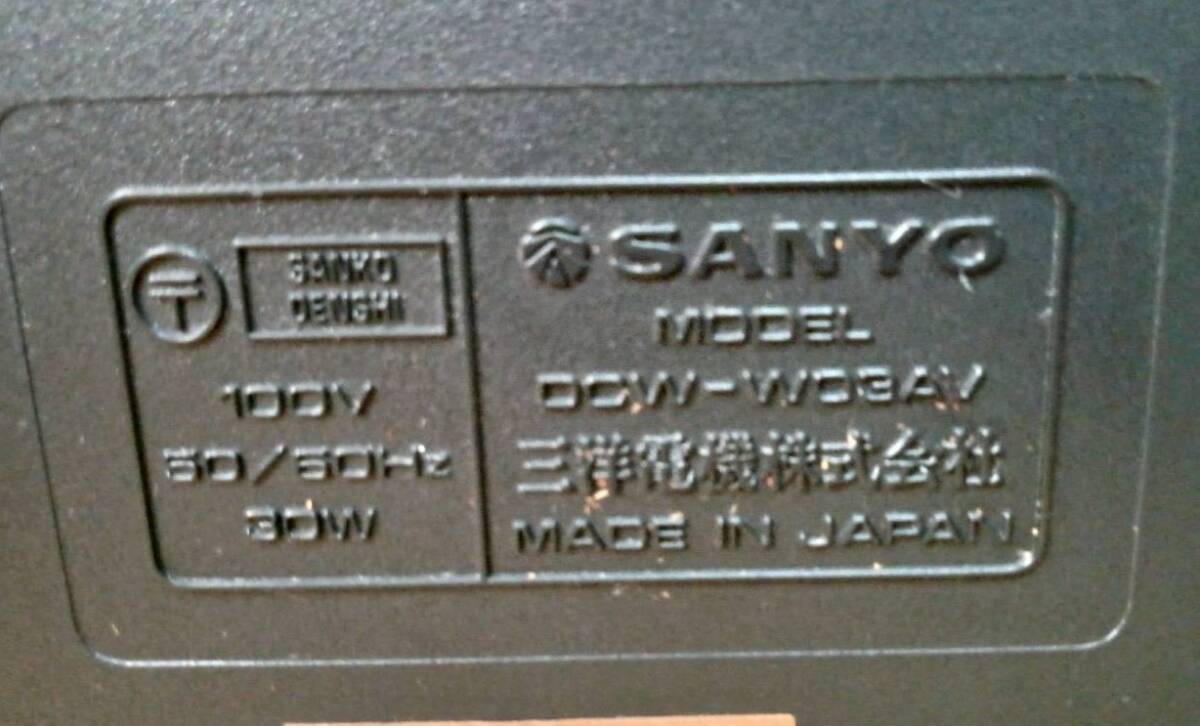 〒
SANKO
DENSHI
100V
50/60Hz
30W
SANYO
MODEL
DCW-W03AV
三洋電機株式会社
MADE IN JAPAN